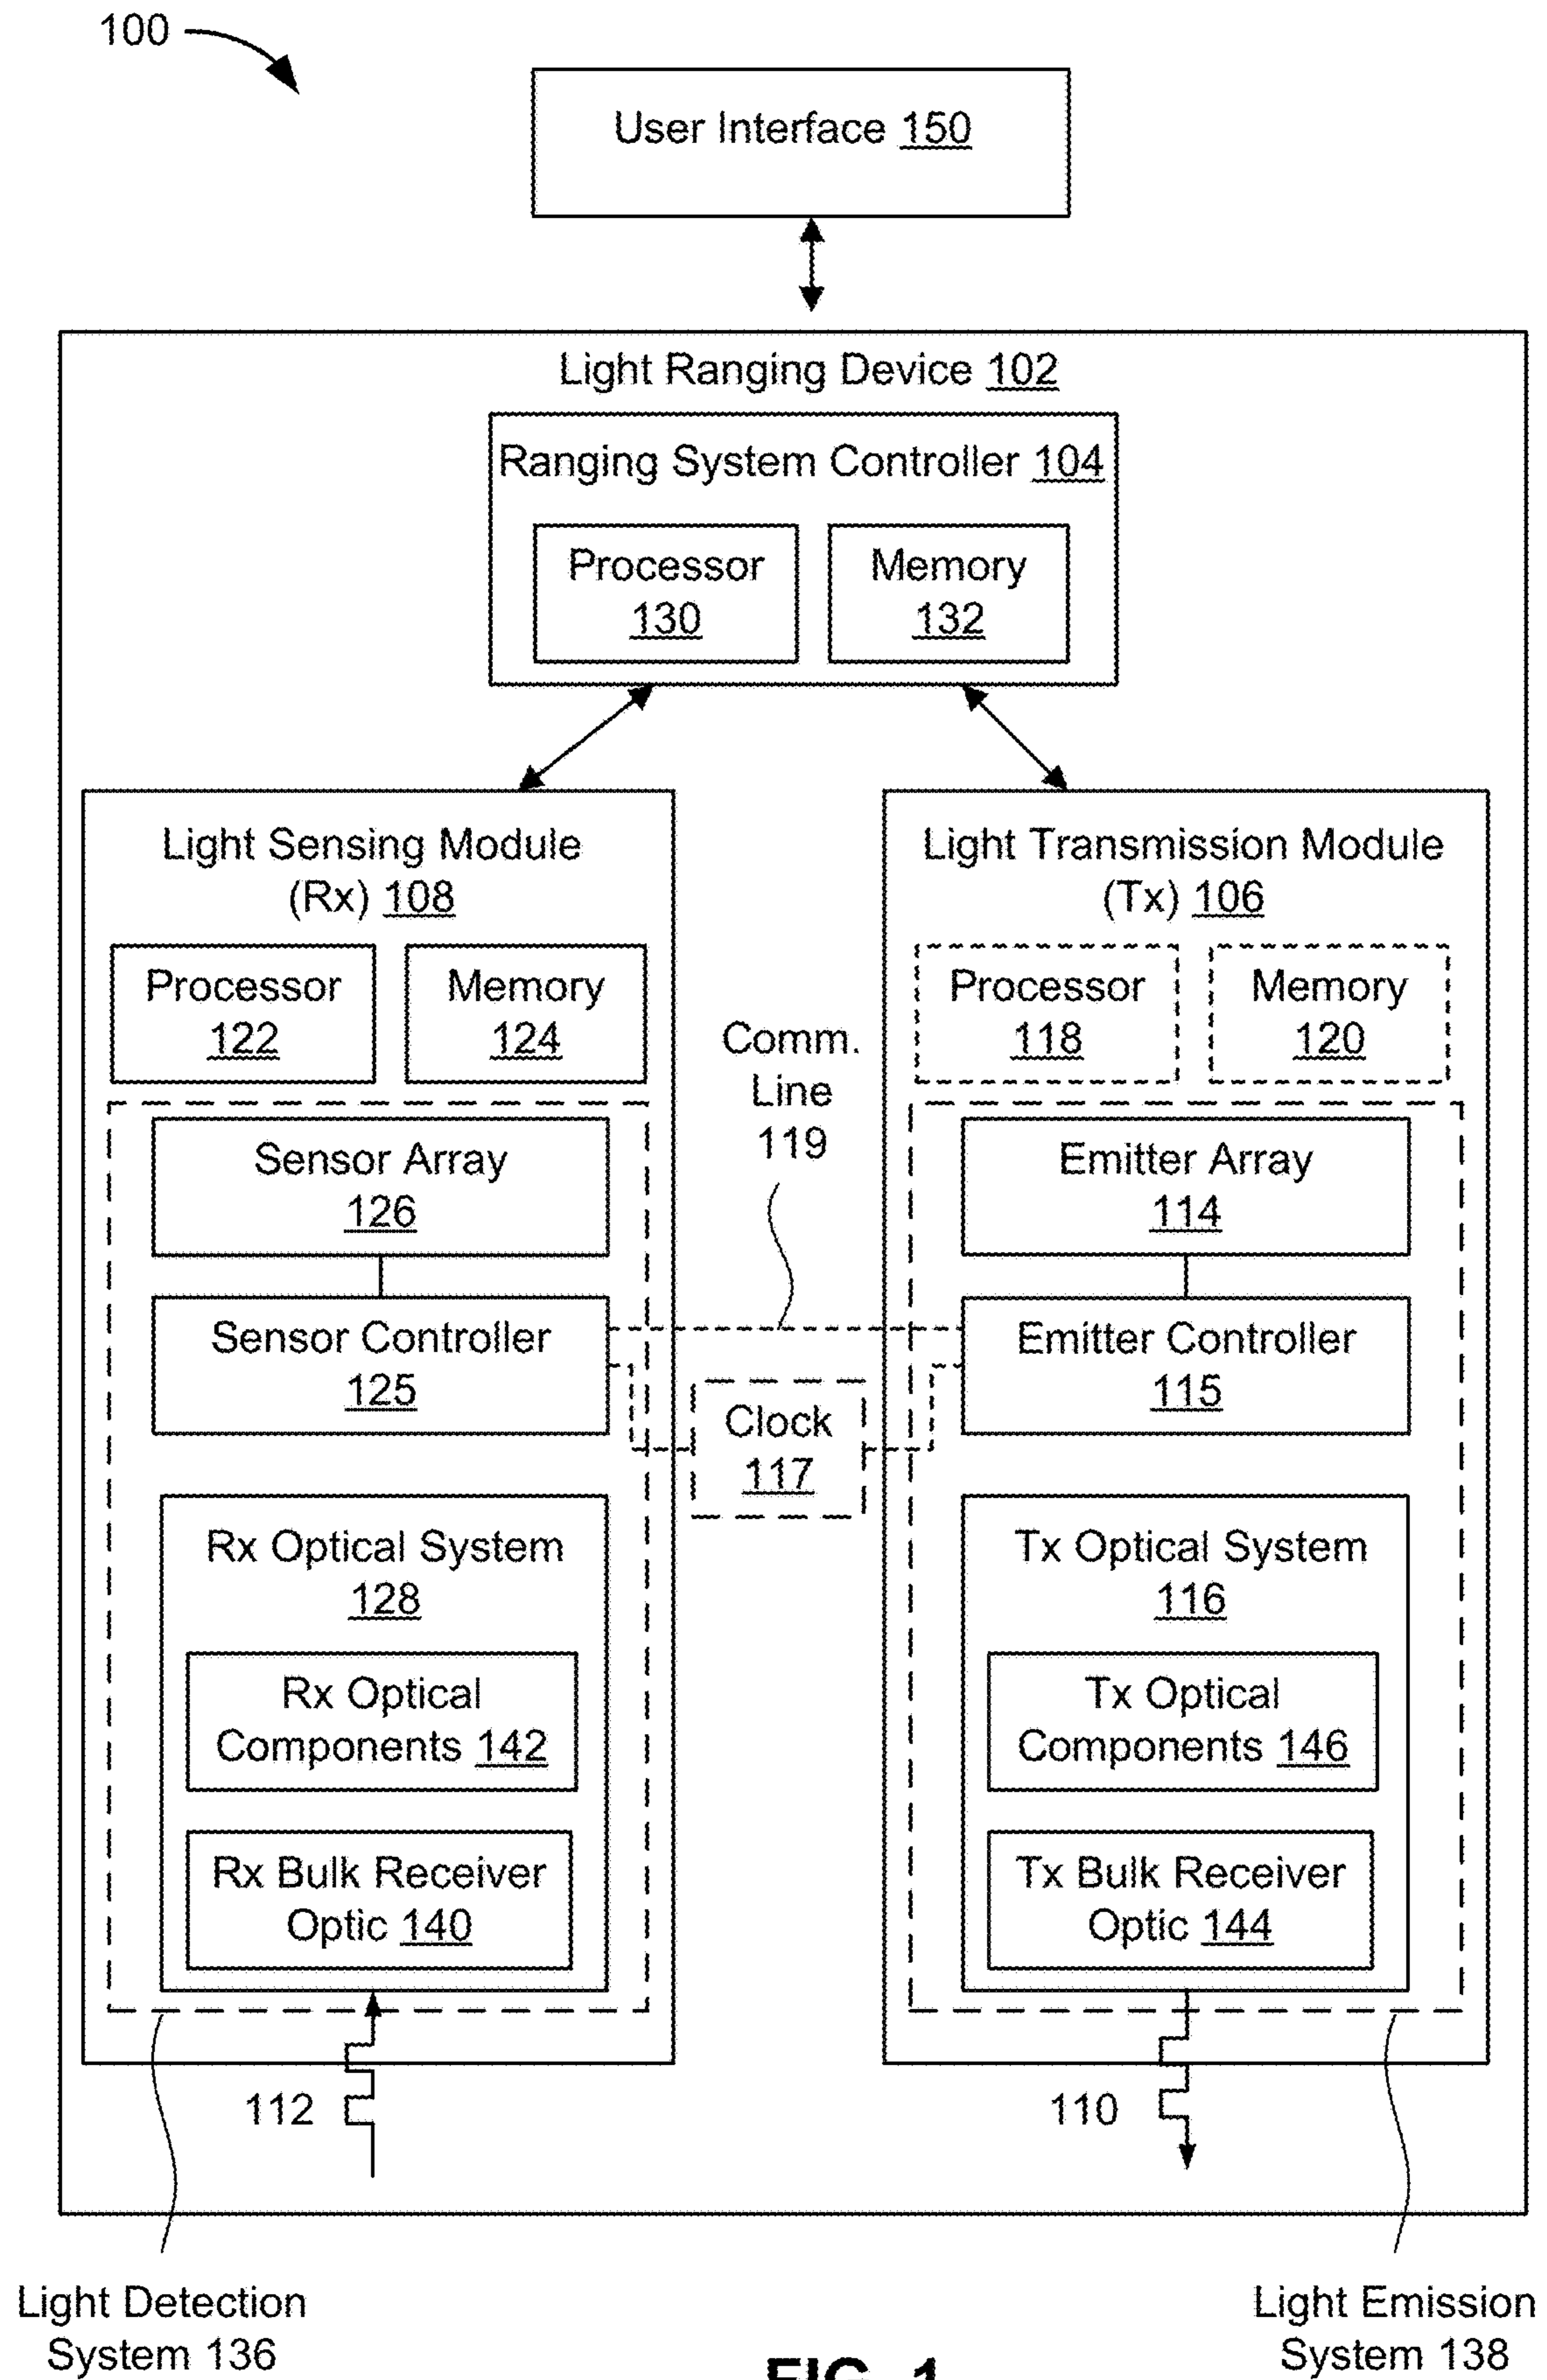 100
User Interface 150
Light Ranging Device 102
Ranging System Controller 104
Processor
130
Memory
132
Light Sensing Module
(Rx) 108
Processor
122
Memory
124
Sensor Array
126
Sensor Controller
125
Rx Optical System
128
Rx Optical
Components 142
Rx Bulk Receiver
Optic 140
112
Light Detection
System 136
Comm.
Line
119
Clock
117
Light Transmission Module
(Tx) 106
Processor
118
Memory
120
Emitter Array
114
Emitter Controller
115
Tx Optical System
116
Tx Optical
Components 146
Tx Bulk Receiver
Optic 144
110
Light Emission
System 138
FIG. 1